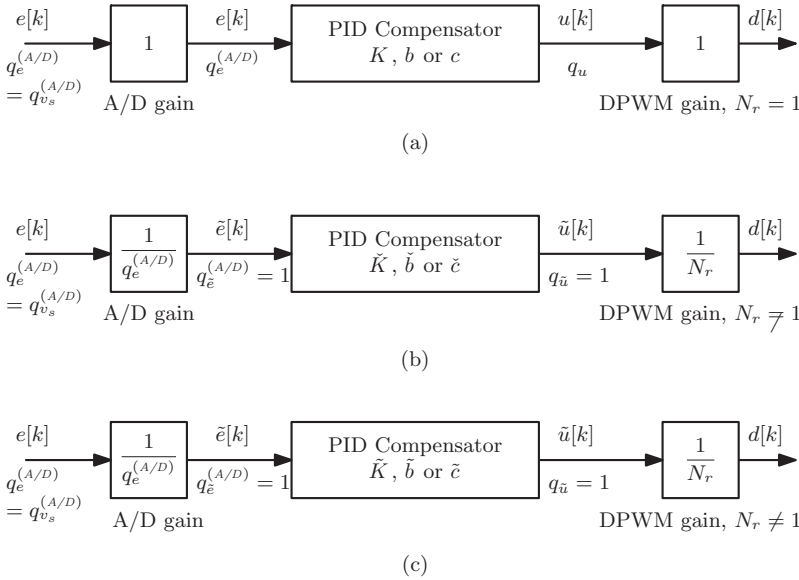 e[k] e[k] PID Compensator u[k] d[k]
1 K, b or c 1
q_e^{(A/D)} q_e^{(A/D)} q_u
= q_{v_s}^{(A/D)} A/D gain DPWM gain, N_r = 1
(a)
e[k] ẽ[k] PID Compensator ũ[k] d[k]
1/q_e^{(A/D)} Ǩ, b̌ or č 1/N_r
q_e^{(A/D)} q_ẽ^{(A/D)} = 1 q_ũ = 1
= q_{v_s}^{(A/D)} A/D gain DPWM gain, N_r ≠ 1
(b)
e[k] ẽ[k] PID Compensator ũ[k] d[k]
1/q_e^{(A/D)} K̃, b̃ or c̃ 1/N_r
q_e^{(A/D)} q_ẽ^{(A/D)} = 1 q_ũ = 1
= q_{v_s}^{(A/D)} A/D gain DPWM gain, N_r ≠ 1
(c)